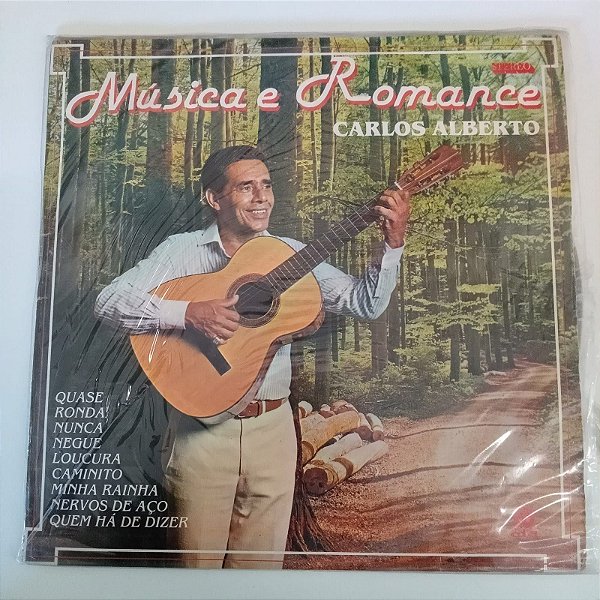 STEREO
Música e Romance
CARLOS ALBERTO
QUASE
RONDA
NUNCA
NEGUE
LOUCURA
CAMINITO
MINHA RAINHA
NERVOS DE AÇO
QUEM HÁ DE DIZER